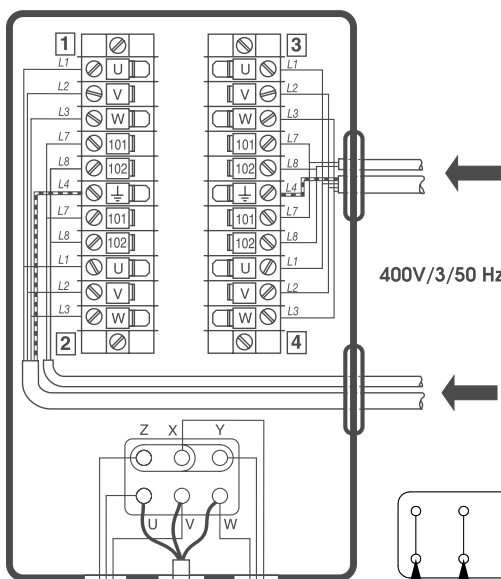 1
3
L1 U U L1
L2 V V L2
L3 W W L3
L7 101 101 L7
L8 102 102 L8
L4 L4
L7 101 101 L7
L8 102 102 L8
L1 U U L1
L2 V V L2
L3 W W L3
2
4
400V/3/50 Hz
Z X Y
U V W